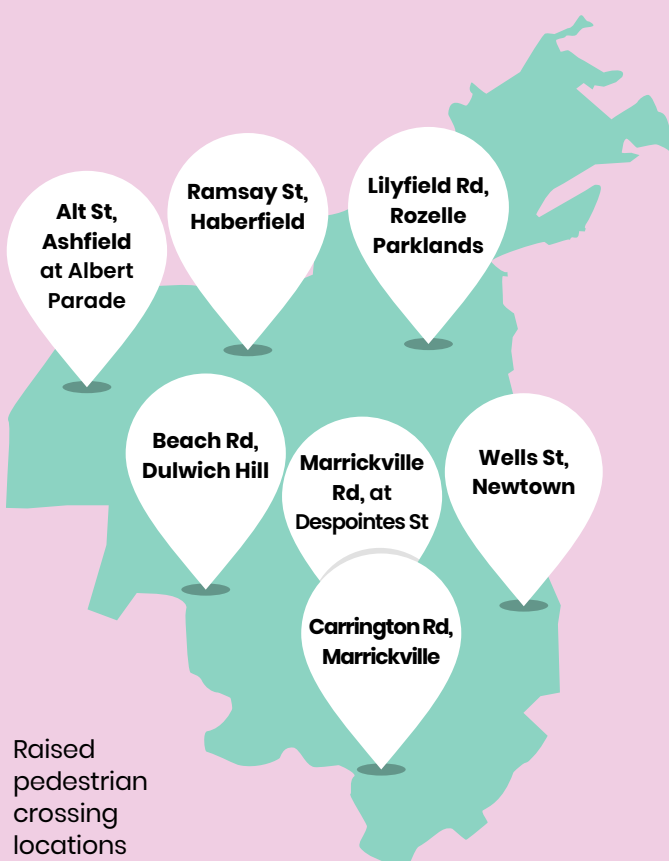 Alt St,
Ashfield
at Albert
Parade
Ramsay St,
Haberfield
Lilyfield Rd,
Rozelle
Parklands
Beach Rd,
Dulwich Hill
Marrickville
Rd, at
Despointes St
Wells St,
Newtown
Carrington Rd,
Marrickville
Raised
pedestrian
crossing
locations